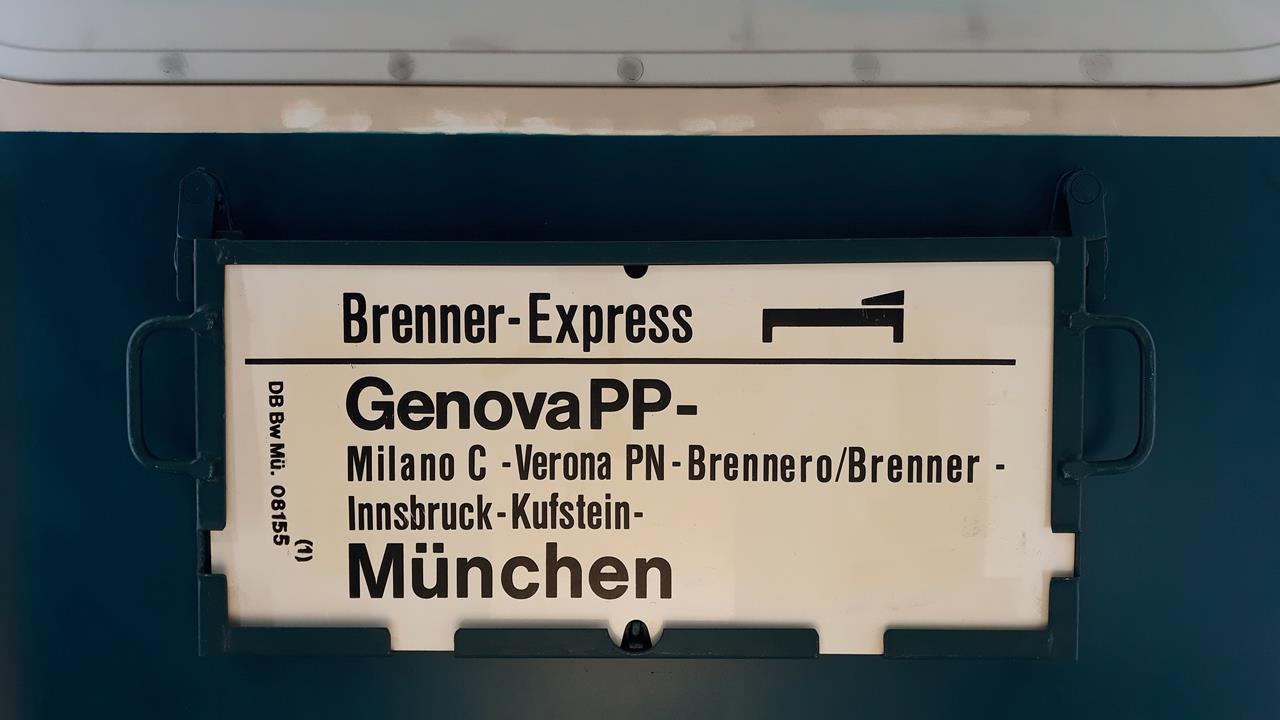 Brenner-Express
Genova PP-
Milano C -Verona PN-Brennero/Brenner -
Innsbruck-Kufstein-
München
DB Bw Mü. 08155
(1)